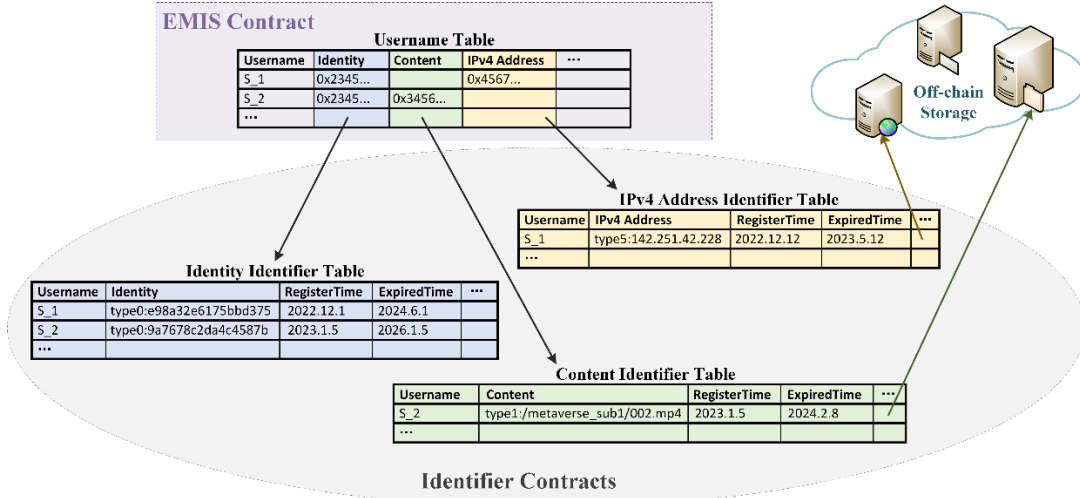 EMIS Contract
Username Table
Username Identity Content IPv4 Address ...
S_1 0x2345... 0x4567...
S_2 0x2345... 0x3456...
...
Off-chain
Storage
IPv4 Address Identifier Table
Username IPv4 Address RegisterTime ExpiredTime ...
S_1 type5:142.251.42.228 2022.12.12 2023.5.12
...
Identity Identifier Table
Username Identity RegisterTime ExpiredTime ...
S_1 type0:e98a32e6175bbd375 2022.12.1 2024.6.1
S_2 type0:9a7678c2da4c4587b 2023.1.5 2026.1.5
...
Content Identifier Table
Username Content RegisterTime ExpiredTime ...
S_2 type1:/metaverse_sub1/002.mp4 2023.1.5 2024.2.8
...
Identifier Contracts